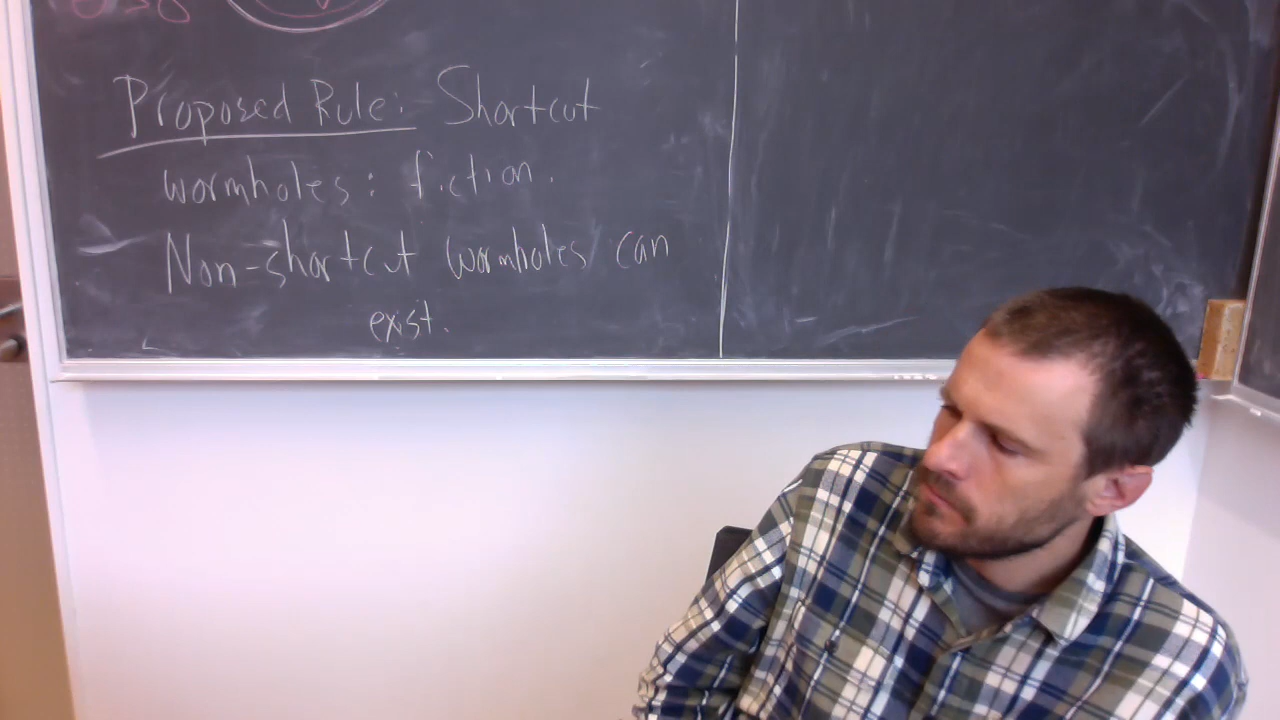 Proposed Rule: Shortcut
wormholes: fiction.
Non-shortcut wormholes can
exist.